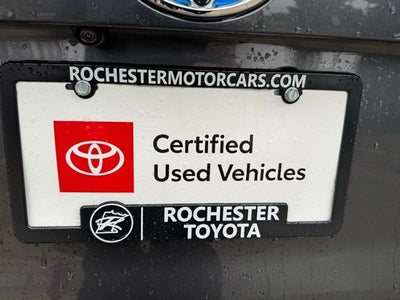 ROCHESTERMOTORCARS.COM
Certified
Used Vehicles
ROCHESTER
TOYOTA